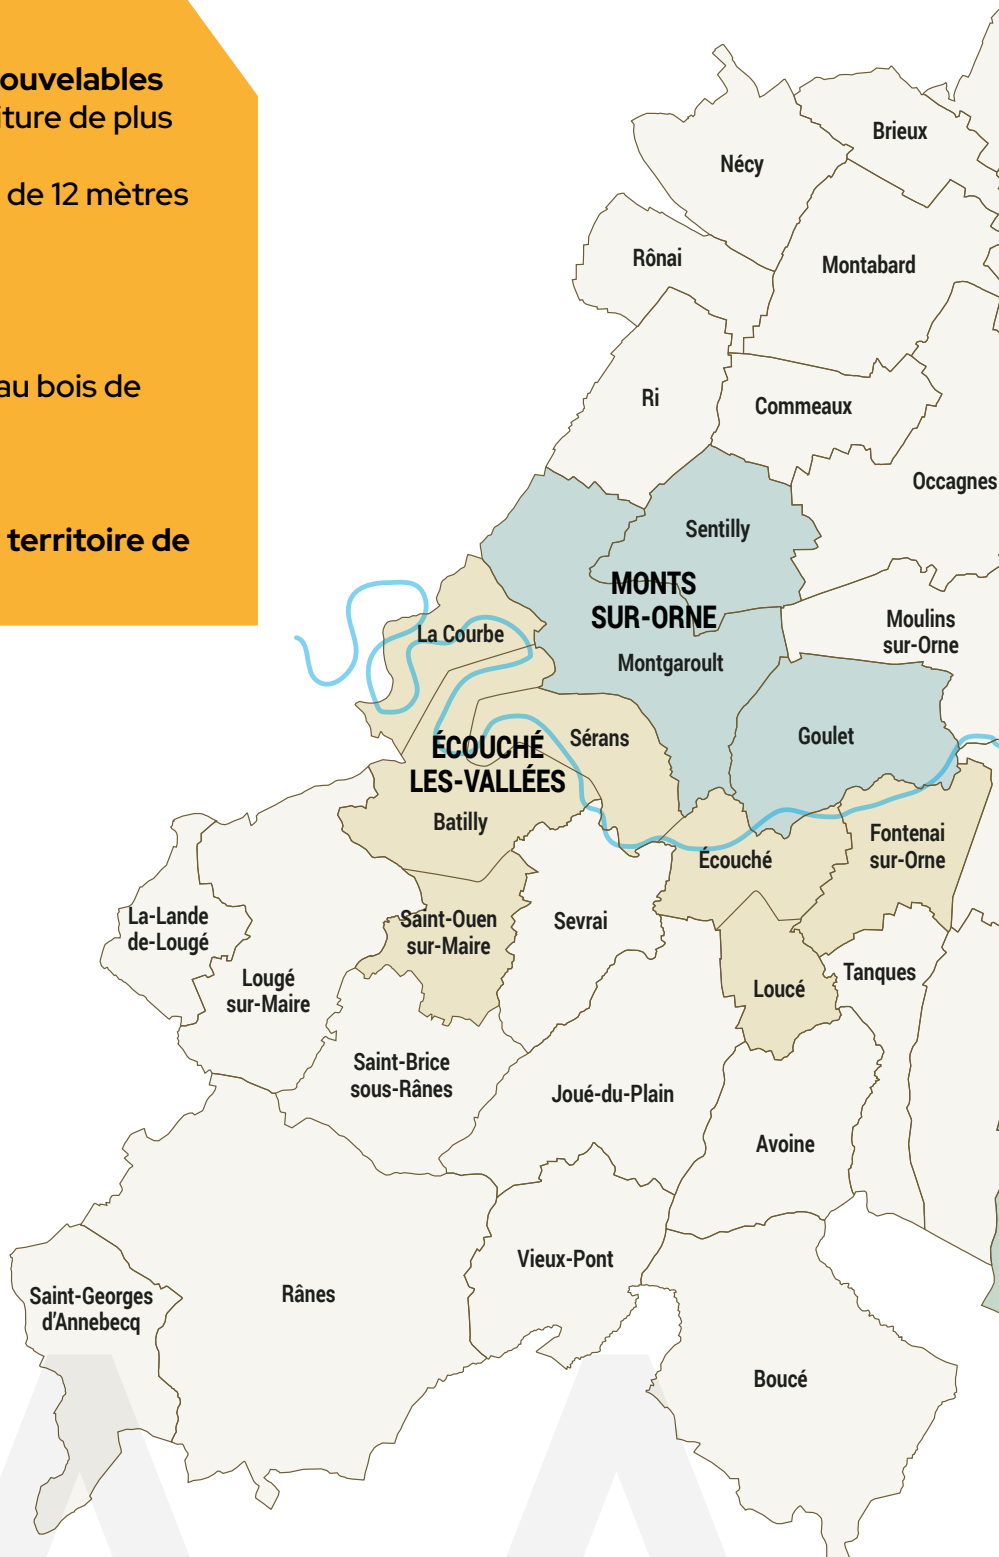 ouvelables
iture de plus
de 12 mètres
au bois de
territoire de
Brieux
Nécy
Rônai
Montabard
Ri
Commeaux
Occagnes
Sentilly
MONTS
SUR-ORNE
Moulins
sur-Orne
La Courbe
Montgaroult
Goulet
Sérans
ÉCOUCHÉ
LES-VALLÉES
Batilly
Fontenai
sur-Orne
Écouché
La-Lande
de-Lougé
Saint-Ouen
sur-Maire
Sevrai
Lougé
sur-Maire
Loucé
Tanques
Saint-Brice
sous-Rânes
Joué-du-Plain
Avoine
Vieux-Pont
Saint-Georges
d'Annebecq
Rânes
Boucé